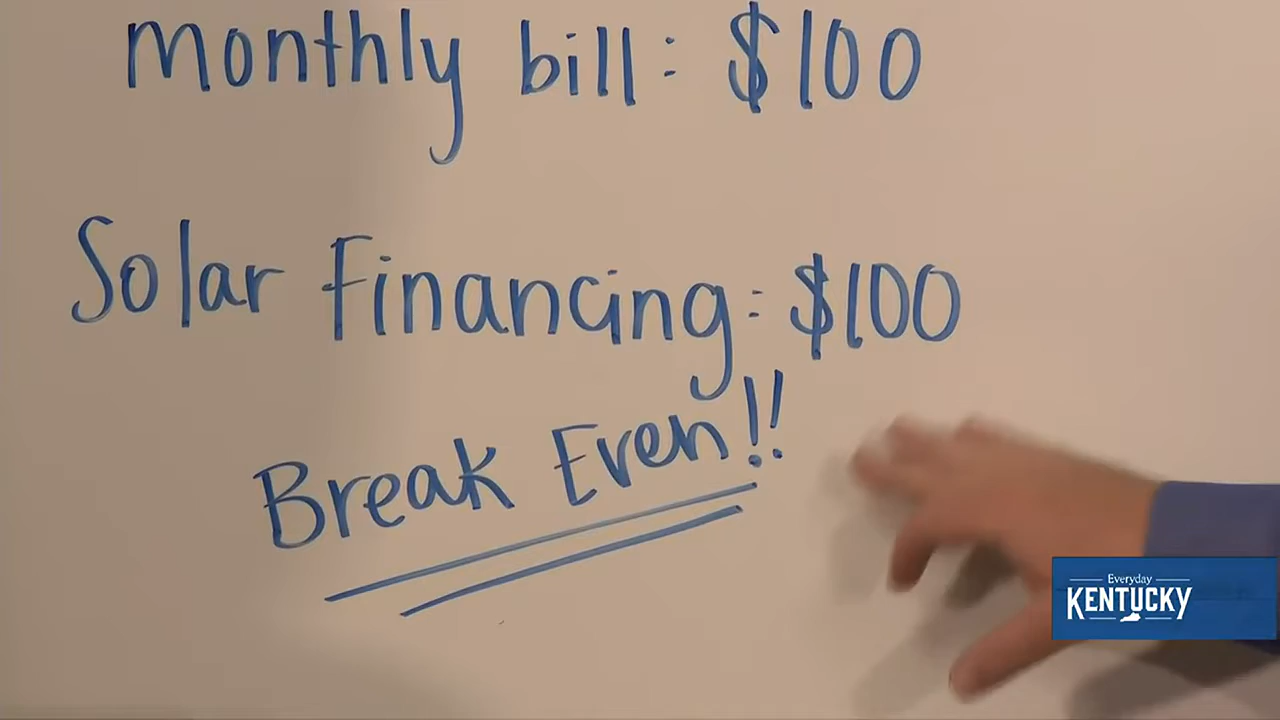 monthly bill: $100
Solar financing: $100
Break Even!!
Everyday
KENTUCKY